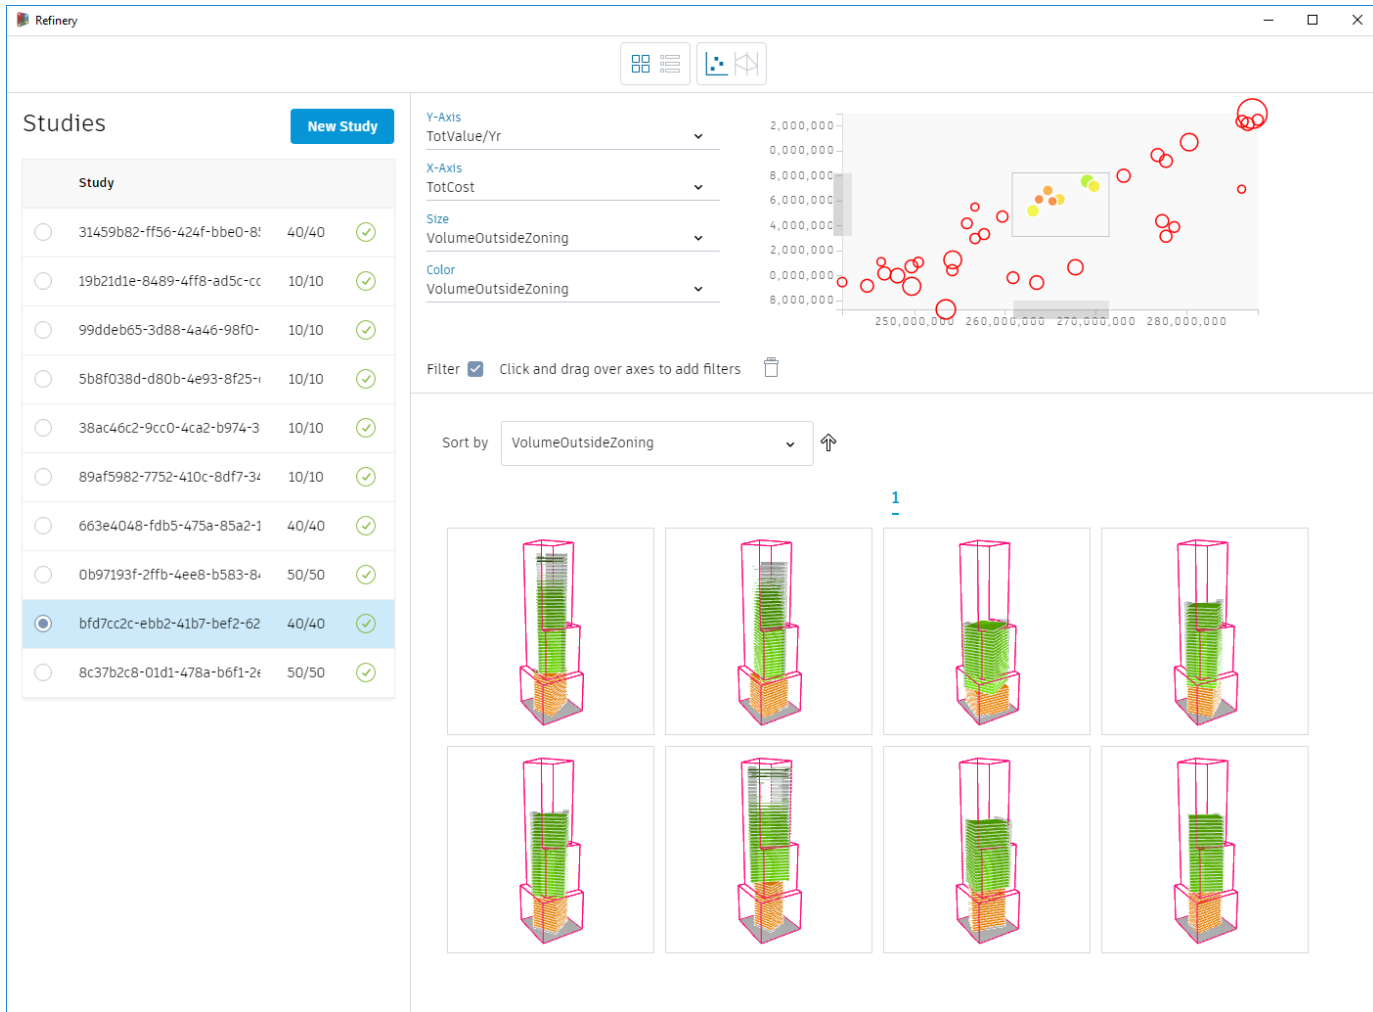 Refinery
Studies
New Study
Study
31459b82-ff56-424f-bbe0-8
40/40
19b21d1e-8489-4ff8-ad5c-cc
10/10
99ddeb65-3d88-4a46-98f0-
10/10
5b8f038d-d80b-4e93-8f25-
10/10
38ac46c2-9cc0-4ca2-b974-3
10/10
89af5982-7752-410c-8df7-34
10/10
663e4048-fdb5-475a-85a2-1
40/40
0b97193f-2ffb-4ee8-b583-8
50/50
bfd7cc2c-ebb2-41b7-bef2-62
40/40
8c37b2c8-01d1-478a-b6f1-2e
50/50
Y-Axis
TotValue/Yr
X-Axis
TotCost
Size
VolumeOutsideZoning
Color
VolumeOutsideZoning
2,000,000
0,000,000
8,000,000
6,000,000
4,000,000
2,000,000
0,000,000
8,000,000
250,000,000 260,000,000 270,000,000 280,000,000
Filter Click and drag over axes to add filters
Sort by VolumeOutsideZoning
1